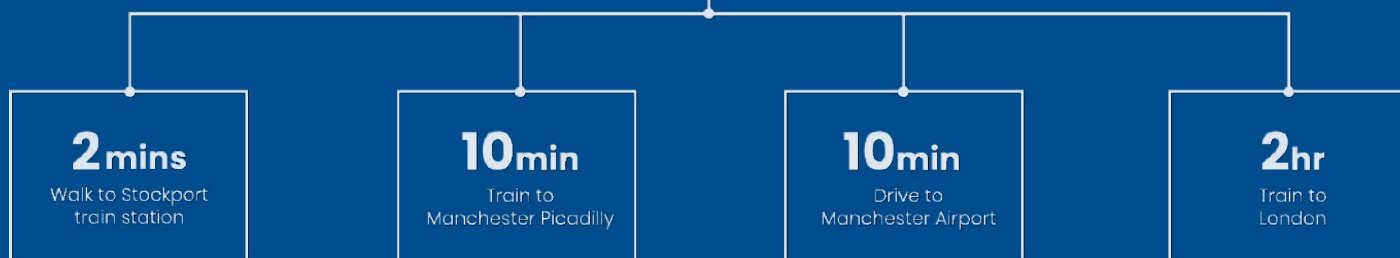 2mins
Walk to Stockport
train station
10min
Train to
Manchester Picadilly
10min
Drive to
Manchester Airport
2hr
Train to
London